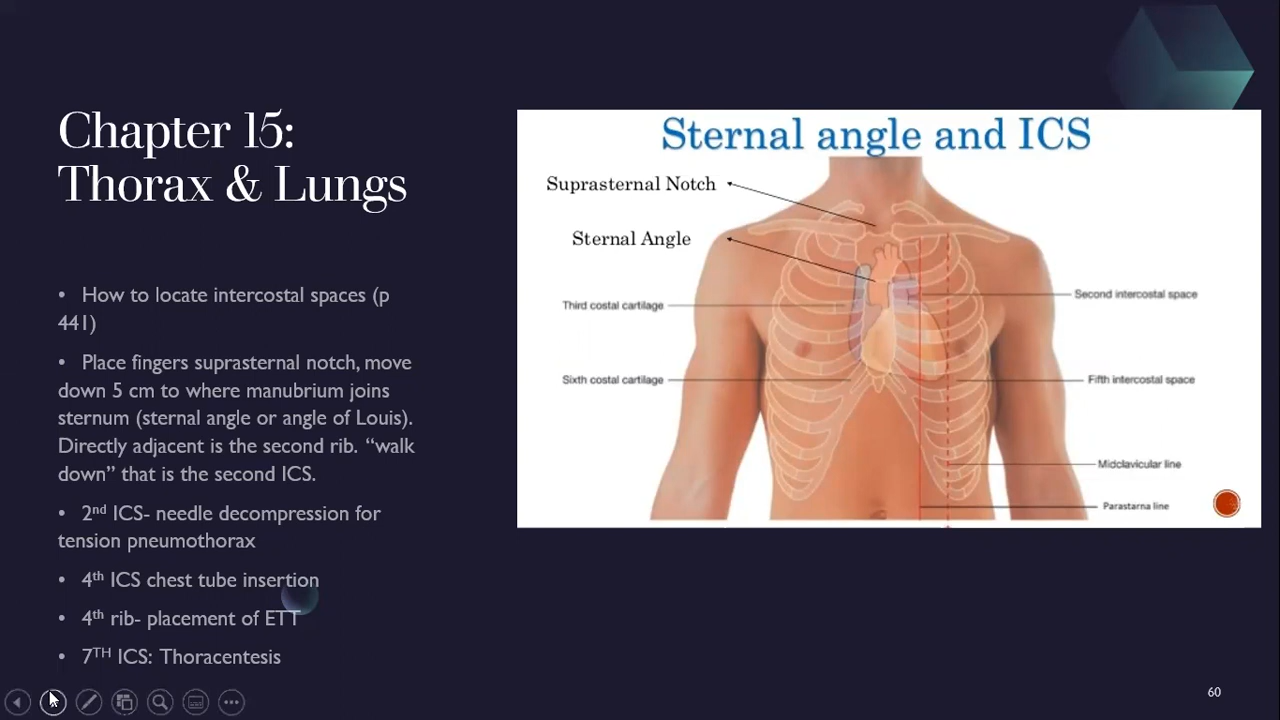 Chapter 15:
Thorax & Lungs
• How to locate intercostal spaces (p
441)
• Place fingers suprasternal notch, move
down 5 cm to where manubrium joins
sternum (sternal angle or angle of Louis).
Directly adjacent is the second rib. “walk
down” that is the second ICS.
• 2nd ICS- needle decompression for
tension pneumothorax
• 4th ICS chest tube insertion
• 4th rib- placement of ETT
• 7TH ICS: Thoracentesis
Sternal angle and ICS
Suprasternal Notch
Sternal Angle
Third costal cartilage
Second intercostal space
Sixth costal cartilage
Fifth intercostal space
Midclavicular line
Parastarna line
60